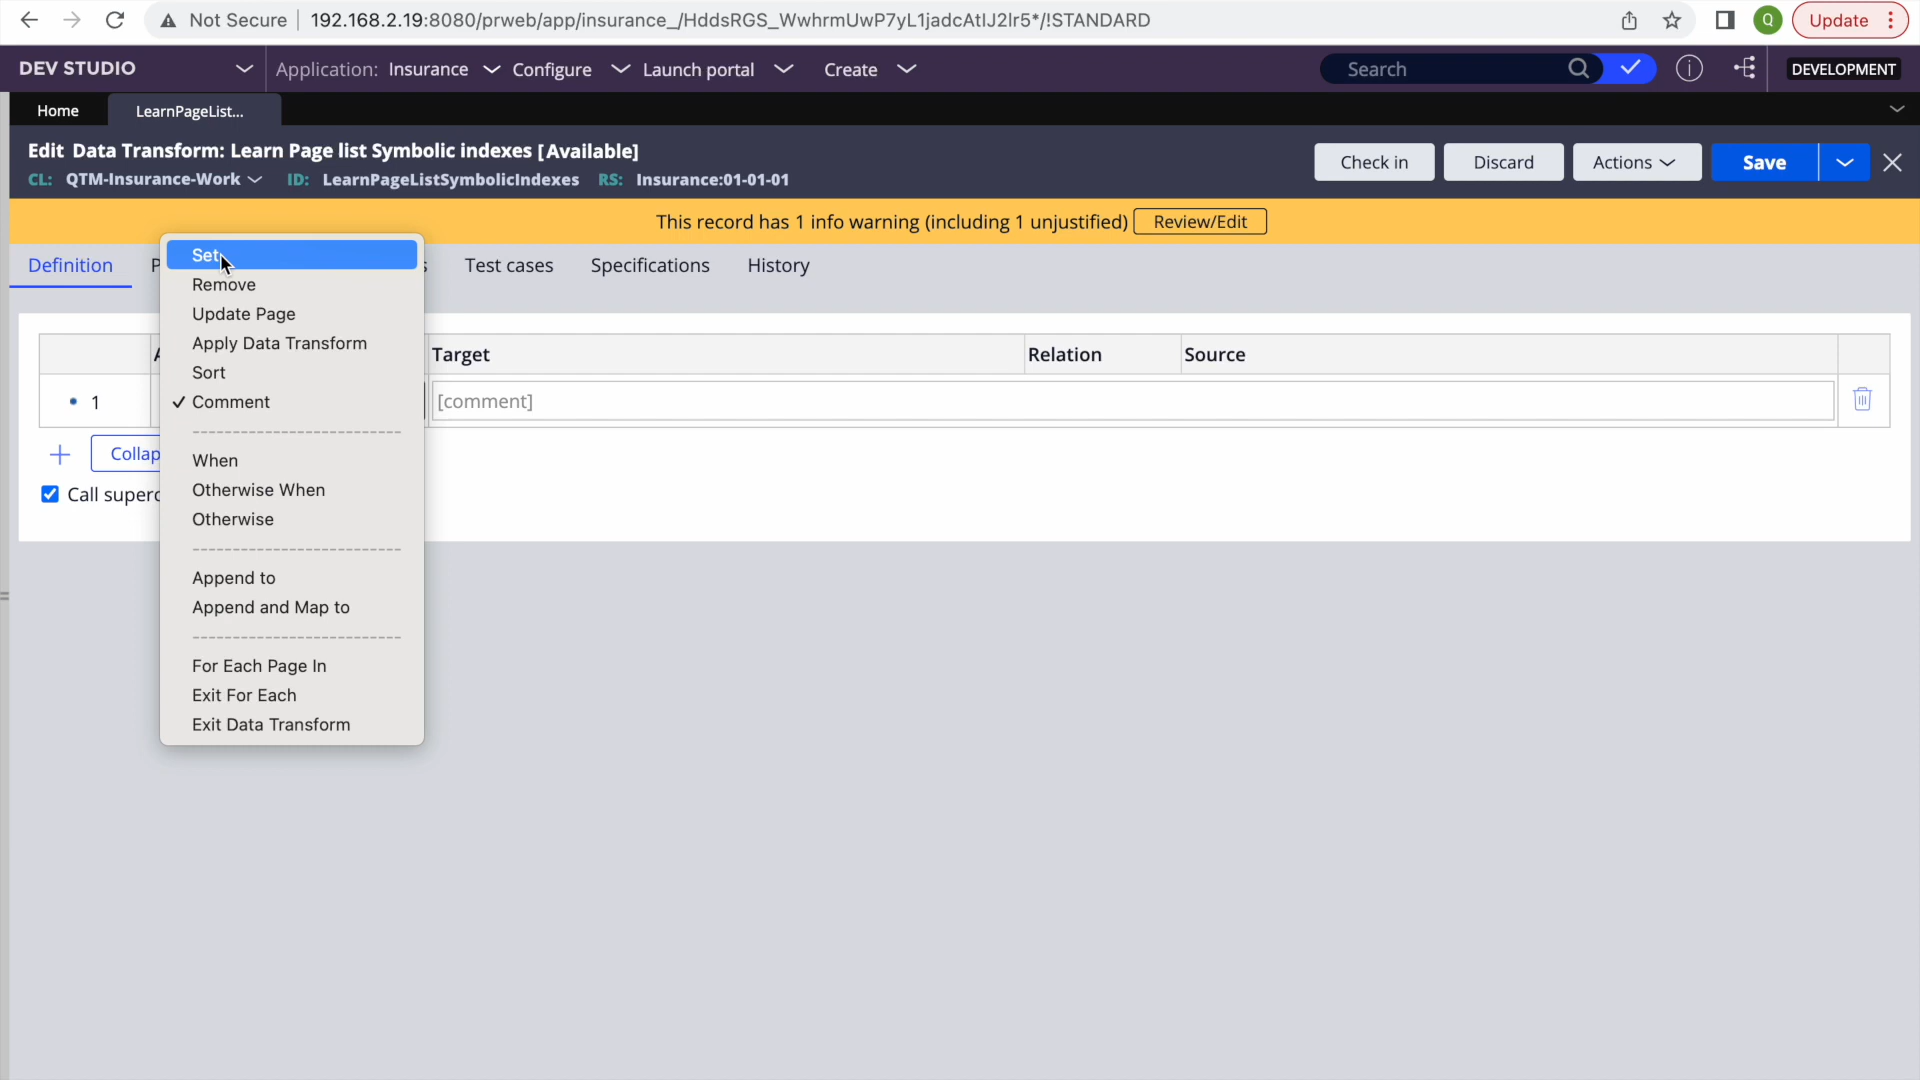 Not Secure 192.168.2.19:8080/prweb/app/insurance_/HddsRGS_WwhrmUwP7yL1jadcAtIJ2Ir5*/!STANDARD Q Update
DEV STUDIO Application: Insurance Configure Launch portal Create Search DEVELOPMENT
Home LearnPageList...
Edit Data Transform: Learn Page list Symbolic indexes [Available]
CL: QTM-Insurance-Work ID: LearnPageListSymbolicIndexes RS: Insurance:01-01-01
Check in Discard Actions Save
This record has 1 info warning (including 1 unjustified) Review/Edit
Definition P s Test cases Specifications History
Target Relation Source
1 [comment]
Collap
Call superc
Set
Remove
Update Page
Apply Data Transform
Sort
✓ Comment
---------------------------
When
Otherwise When
Otherwise
---------------------------
Append to
Append and Map to
---------------------------
For Each Page In
Exit For Each
Exit Data Transform